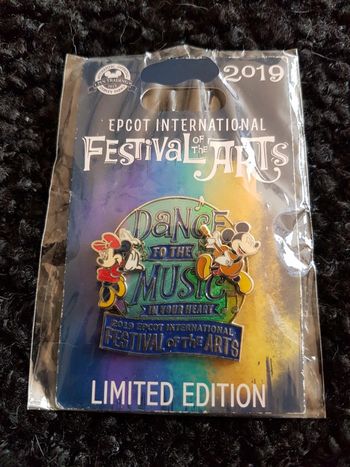 2019
EPCOT INTERNATIONAL
FESTIVAL OF THE ARTS
DANCE
TO THE
MUSIC
IN YOUR HEART
2019 EPCOT INTERNATIONAL
FESTIVAL OF THE ARTS
LIMITED EDITION